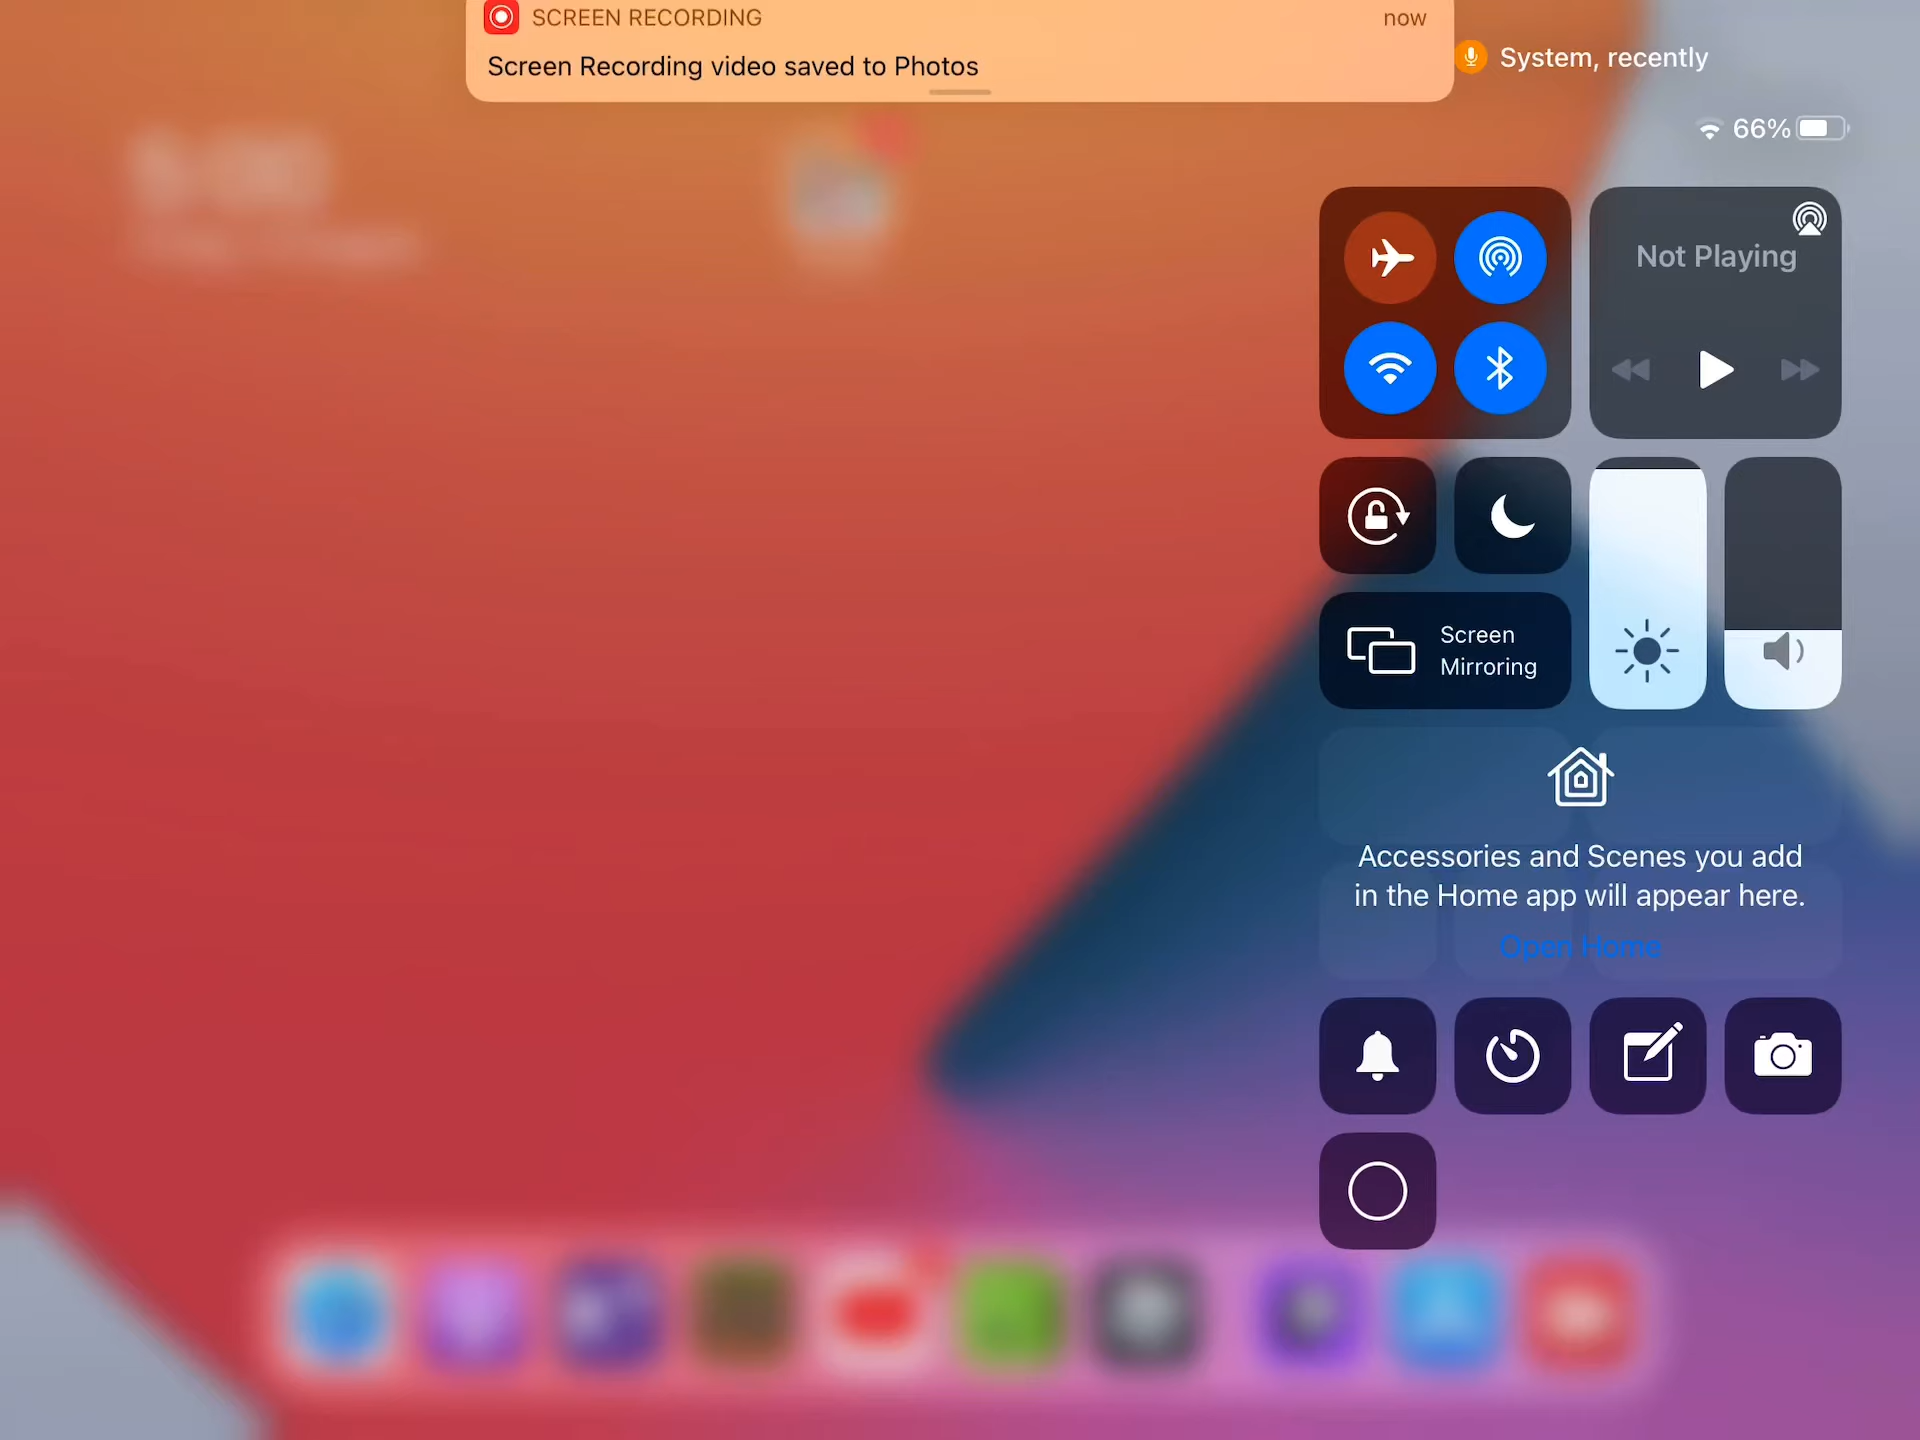 SCREEN RECORDING
now
Screen Recording video saved to Photos
System, recently
66%
Not Playing
Screen
Mirroring
Accessories and Scenes you add
in the Home app will appear here.
Open Home